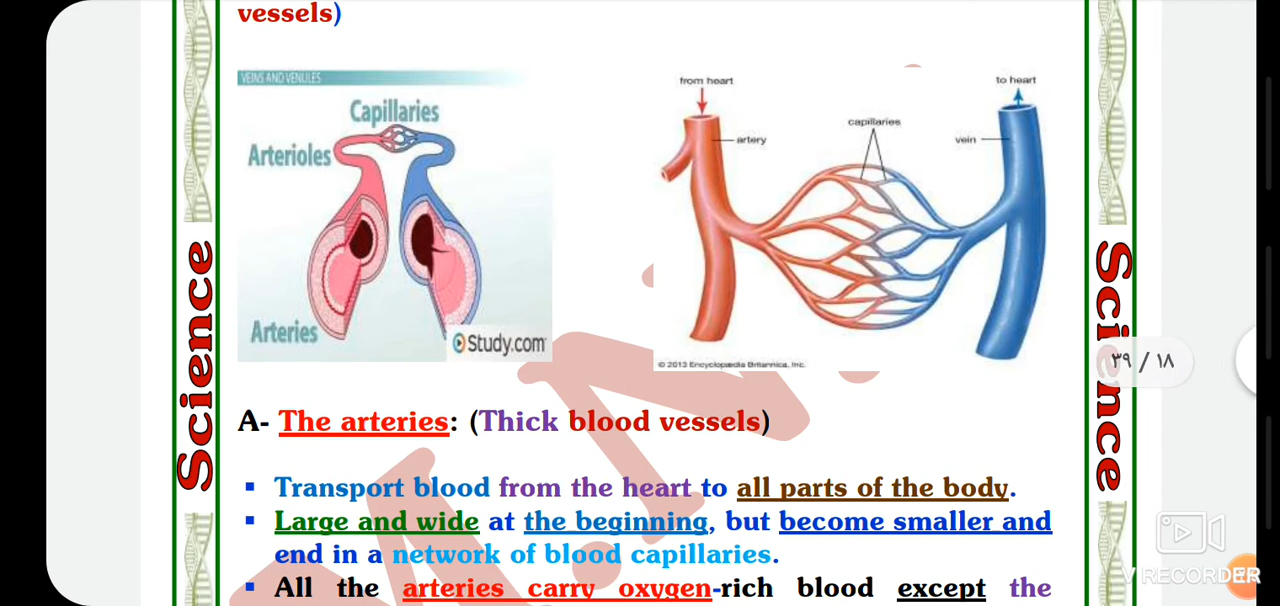 vessels)
VEINS AND VENULES
Capillaries
Arterioles
Arteries
Study.com
from heart
to heart
capillaries
artery
vein
© 2013 Encyclopædia Britannica, Inc.
A- The arteries: (Thick blood vessels)
▪ Transport blood from the heart to all parts of the body.
▪ Large and wide at the beginning, but become smaller and
end in a network of blood capillaries.
▪ All the arteries carry oxygen-rich blood except the
Science
Science
٣٩ / ١٨
V RECORDER